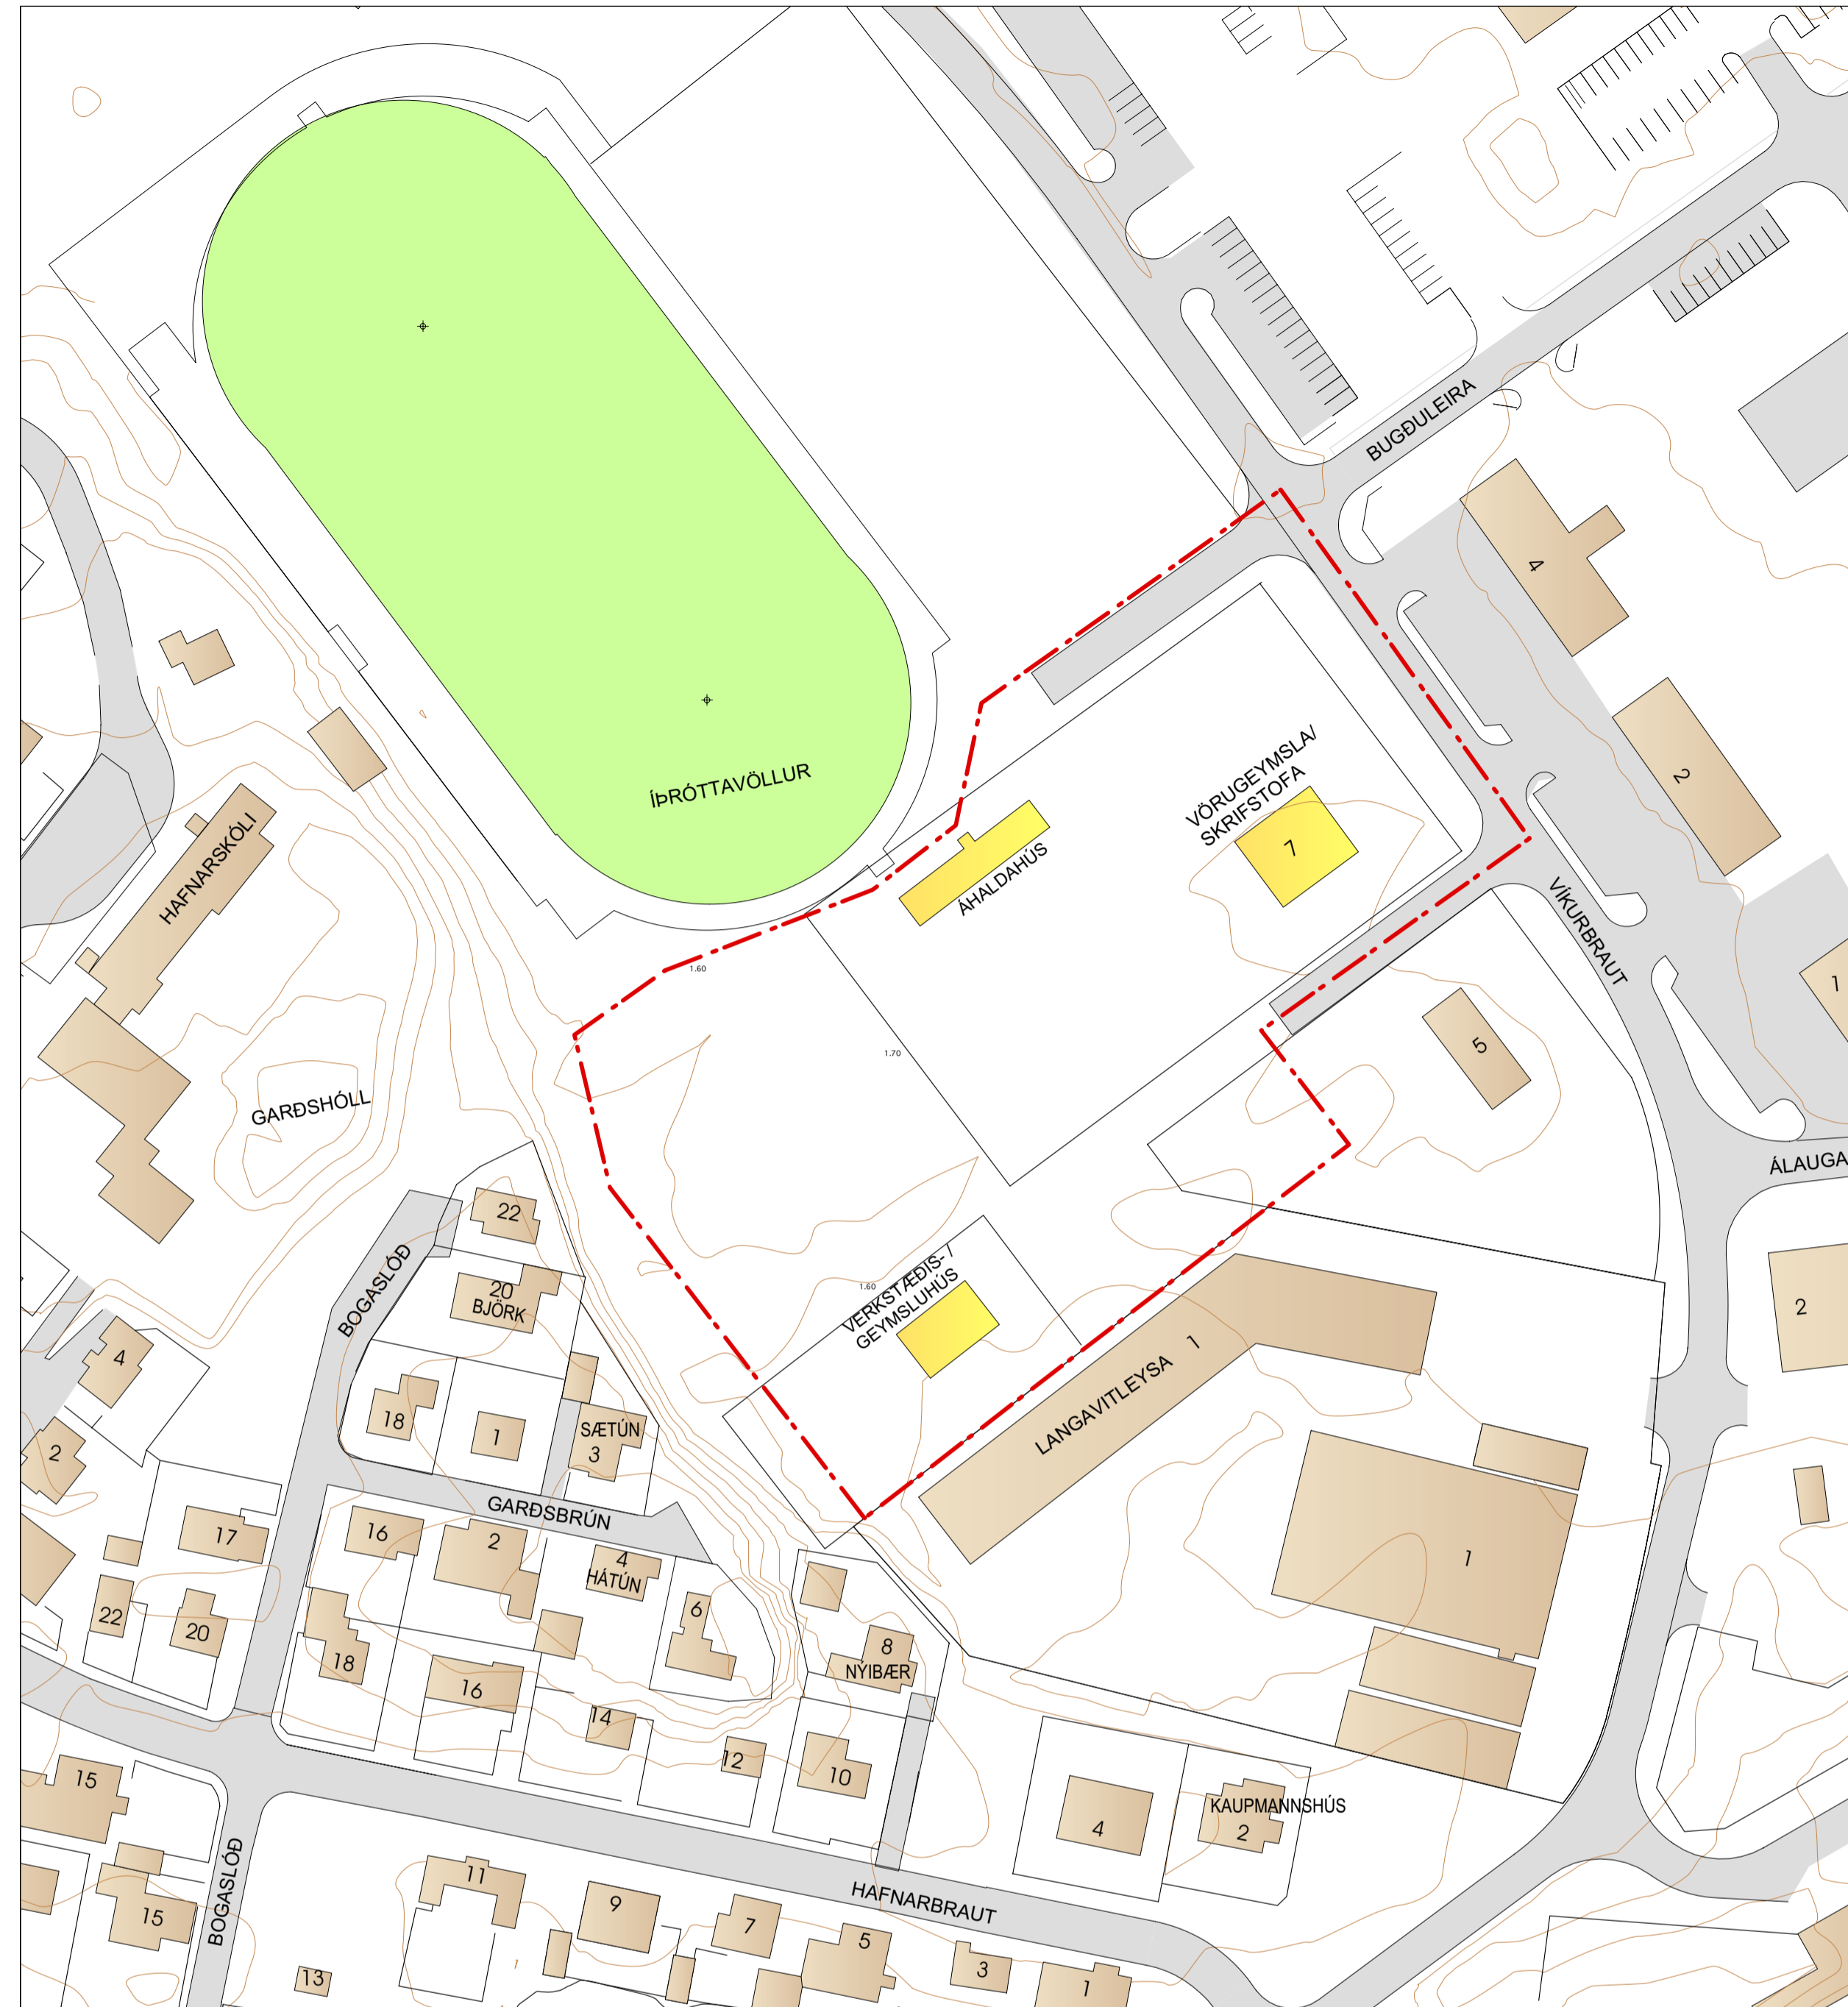 BUGÐULEIRA
4
2
VÖRUGEYMSLA/
SKRIFSTOFA
7
ÍÞRÓTTAVÖLLUR
ÁHALDAHÚS
HAFNARSKÓLI
VÍKURBRAUT
1.60
1
5
1.70
GARÐSHÓLL
ÁLAUGA
22
BOGASLÓÐ
20
BJÖRK
VERKSTÆÐIS- /
GEYMSLUHÚS
1.60
2
LANGAVITLEYSA 1
4
18
1
SÆTÚN
3
2
GARÐSBRÚN
17
16
2
4
HÁTÚN
1
22
20
6
18
16
8
NÝIBÆR
14
12
10
15
4
KAUPMANNSHÚS
2
BOGASLÓÐ
11
9
HAFNARBRAUT
15
7
5
13
3
1